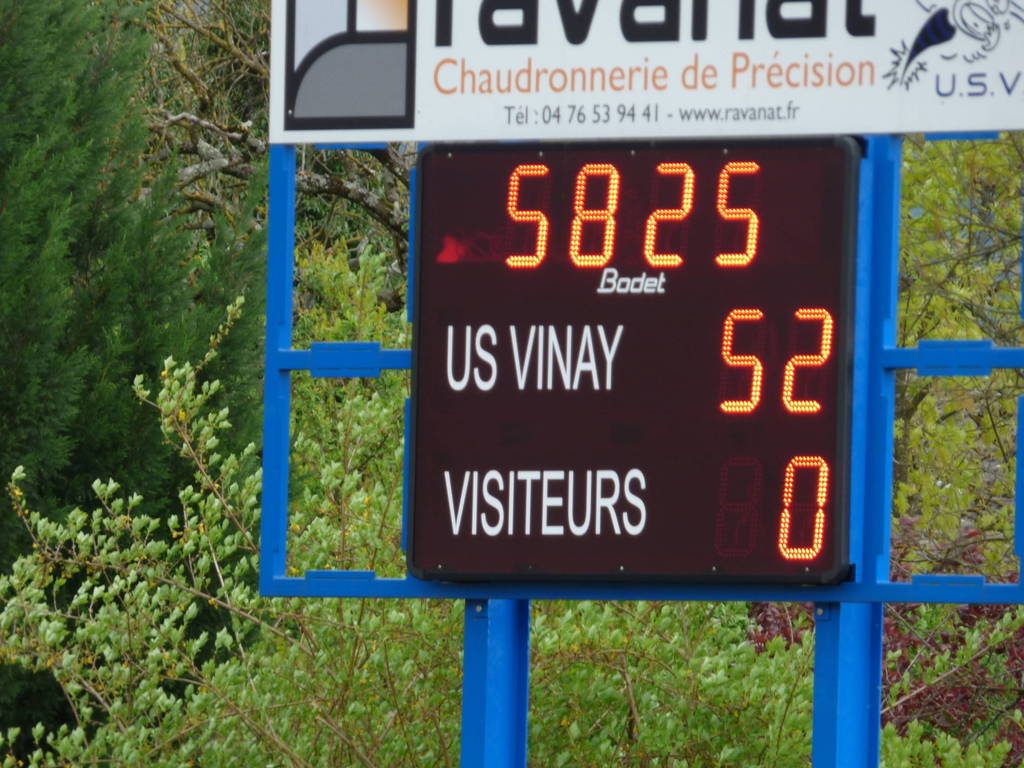 ravanat
Chaudronnerie de Précision
Tél : 04 76 53 94 41 - www.ravanat.fr
U.S.V
5825
Bodet
US VINAY 52
VISITEURS 0